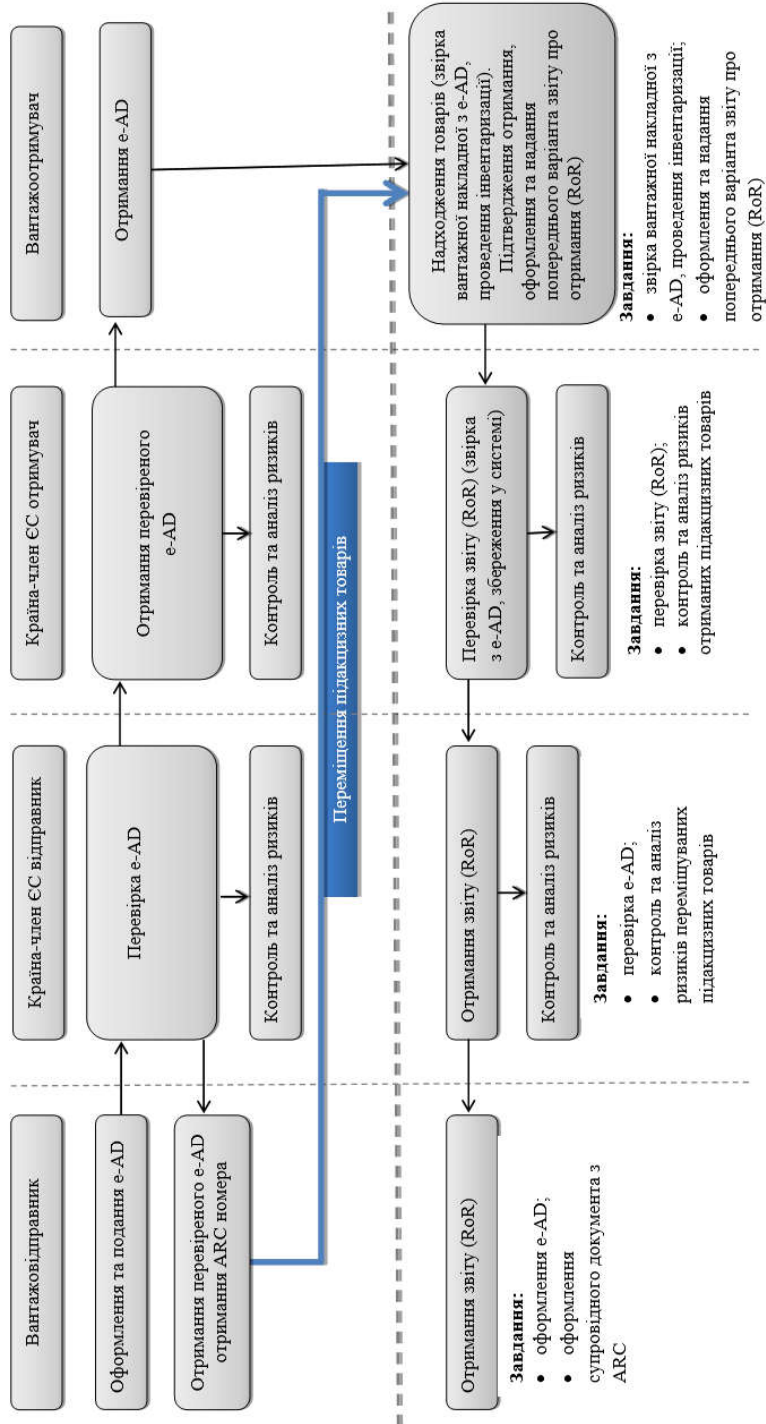 Вантажовідправник
Країна-член ЄС відправник
Країна-член ЄС отримувач
Вантажоотримувач
Оформлення та подання e-AD
Отримання перевіреного e-AD
отримання ARC номера
Перевірка e-AD
Контроль та аналіз ризиків
Отримання перевіреного
e-AD
Контроль та аналіз ризиків
Отримання e-AD
Переміщення підакцизних товарів
Отримання звіту (RoR)
Завдання:
• оформлення e-AD;
• оформлення
супровідного документа з
ARC
Отримання звіту (RoR)
Контроль та аналіз ризиків
Завдання:
• перевірка e-AD;
• контроль та аналіз
ризиків переміщуваних
підакцизних товарів
Перевірка звіту (RoR) (звірка
з e-AD, збереження у системі)
Контроль та аналіз ризиків
Завдання:
• перевірка звіту (RoR);
• контроль та аналіз ризиків
отриманих підакцизних товарів
Надходження товарів (звірка
вантажної накладної з e-AD,
проведення інвентаризації).
Підтвердження отримання,
оформлення та надання
попереднього варіанта звіту про
отримання (RoR)
Завдання:
• звірка вантажної накладної з
e-AD, проведення інвентаризації;
• оформлення та надання
попереднього варіанта звіту про
отримання (RoR)